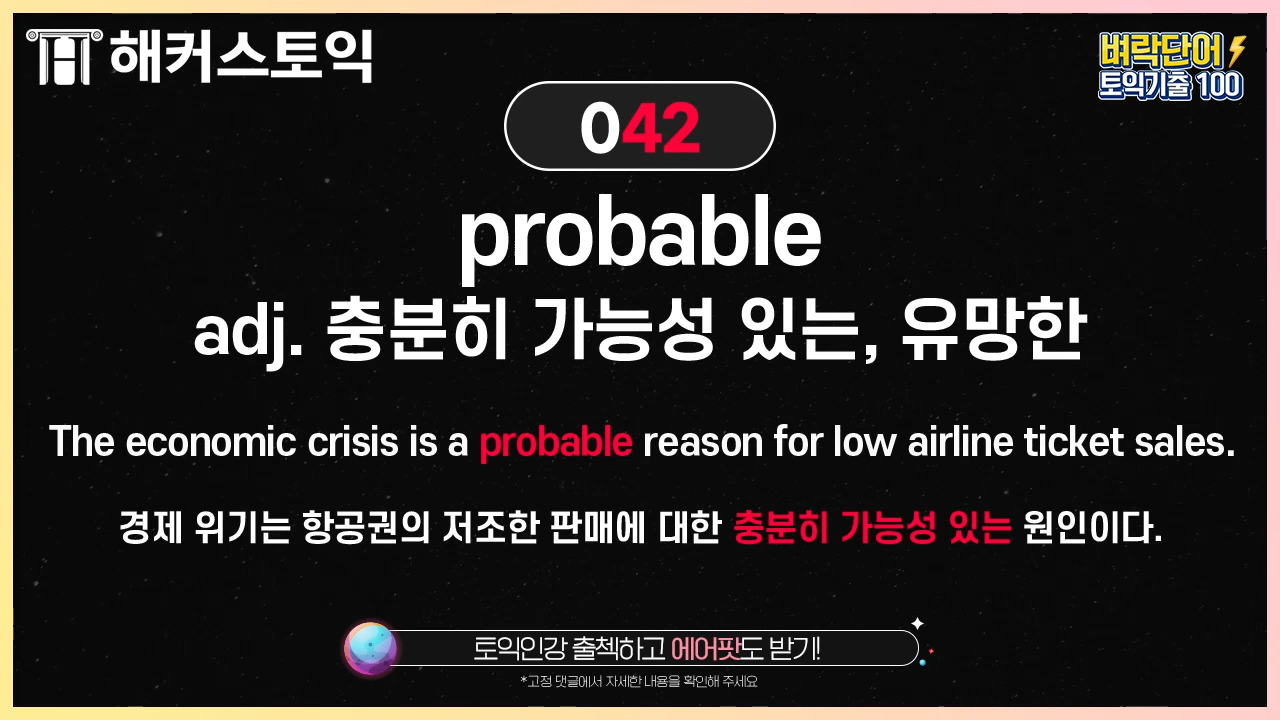 해커스토익
벼락단어
토익기출 100
042
probable
adj. 충분히 가능성 있는, 유망한
The economic crisis is a probable reason for low airline ticket sales.
경제 위기는 항공권의 저조한 판매에 대한 충분히 가능성 있는 원인이다.
토익인강 출첵하고 에어팟도 받기!
*고정 댓글에서 자세한 내용을 확인해 주세요